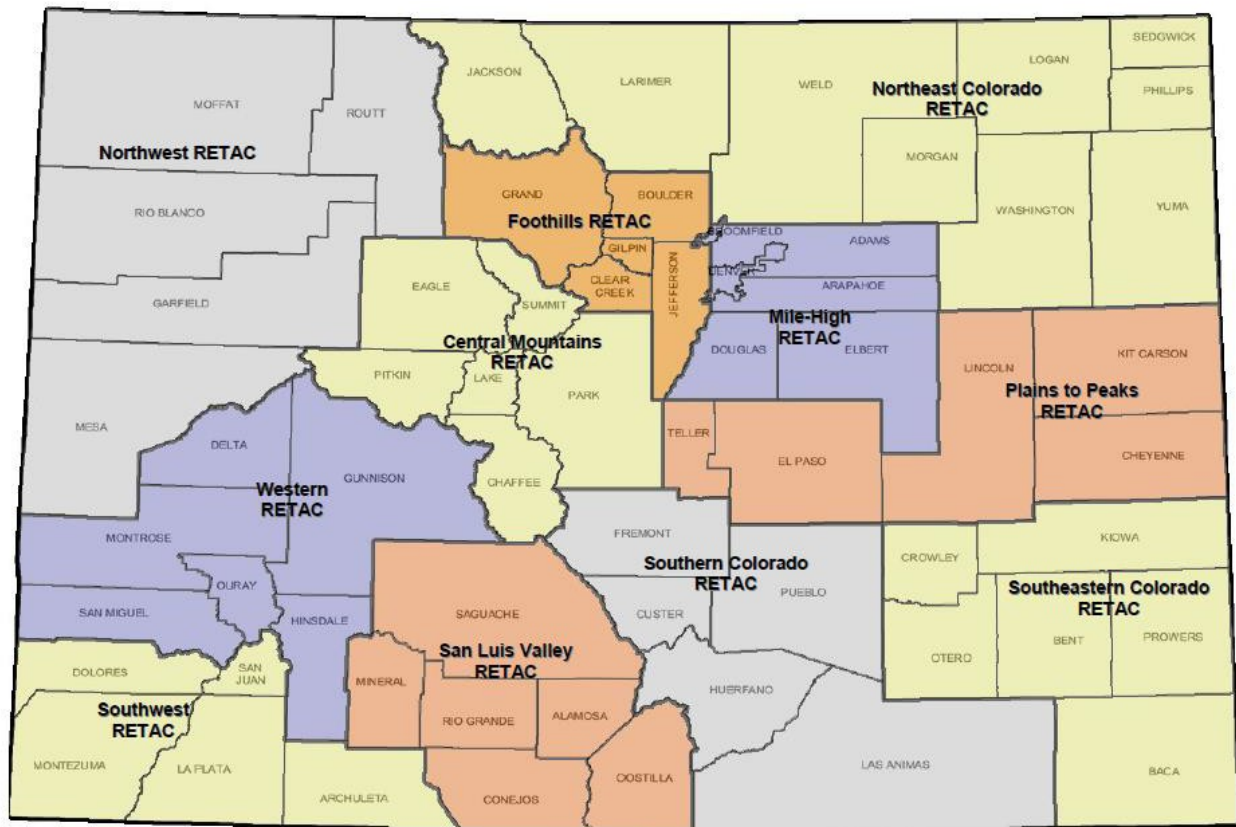 SEDGWICK
LOGAN
JACKSON
LARIMER
WELD
Northeast Colorado
RETAC
PHILLIPS
MOFFAT
ROUTT
Northwest RETAC
MORGAN
GRAND
BOULDER
RIO BLANCO
WASHINGTON
YUMA
Foothills RETAC
BROOMFIELD
ADAMS
GILPIN
DENVER
CLEAR
CREEK
JEFFERSON
ARAPAHOE
EAGLE
SUMMIT
GARFIELD
Mile-High
RETAC
Central Mountains
RETAC
DOUGLAS
ELBERT
KIT CARSON
LINCOLN
PITKIN
LAKE
PARK
Plains to Peaks
RETAC
MESA
TELLER
DELTA
EL PASO
CHEYENNE
GUNNISON
CHAFFEE
Western
RETAC
FREMONT
KIOWA
MONTROSE
CROWLEY
Southern Colorado
RETAC
PUEBLO
OURAY
Southeastern Colorado
RETAC
SAN MIGUEL
HINSDALE
SAGUACHE
CUSTER
BENT
PROWERS
San Luis Valley
RETAC
OTERO
DOLORES
SAN
JUAN
MINERAL
HUERFANO
Southwest
RETAC
RIO GRANDE
ALAMOSA
MONTEZUMA
LA PLATA
LAS ANIMAS
BACA
COSTILLA
ARCHULETA
CONEJOS